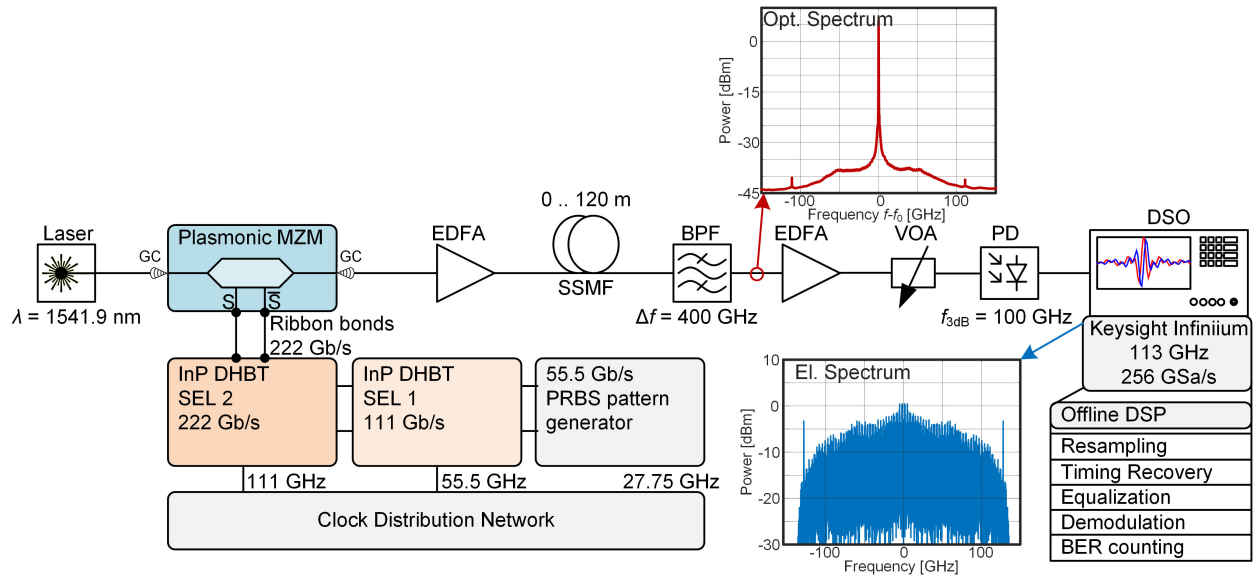 Opt. Spectrum
0
-15
-30
-45
Power [dBm]
-100
0
100
Frequency f-f0 [GHz]
Laser
λ = 1541.9 nm
GC
Plasmonic MZM
GC
S
S̅
Ribbon bonds
222 Gb/s
EDFA
0 .. 120 m
SSMF
BPF
Δf = 400 GHz
EDFA
VOA
PD
f3dB = 100 GHz
DSO
Keysight Infiniium
113 GHz
256 GSa/s
Offline DSP
Resampling
Timing Recovery
Equalization
Demodulation
BER counting
InP DHBT
SEL 2
222 Gb/s
InP DHBT
SEL 1
111 Gb/s
55.5 Gb/s
PRBS pattern
generator
111 GHz
55.5 GHz
27.75 GHz
Clock Distribution Network
El. Spectrum
10
0
-10
-20
-30
Power [dBm]
-100
0
100
Frequency [GHz]